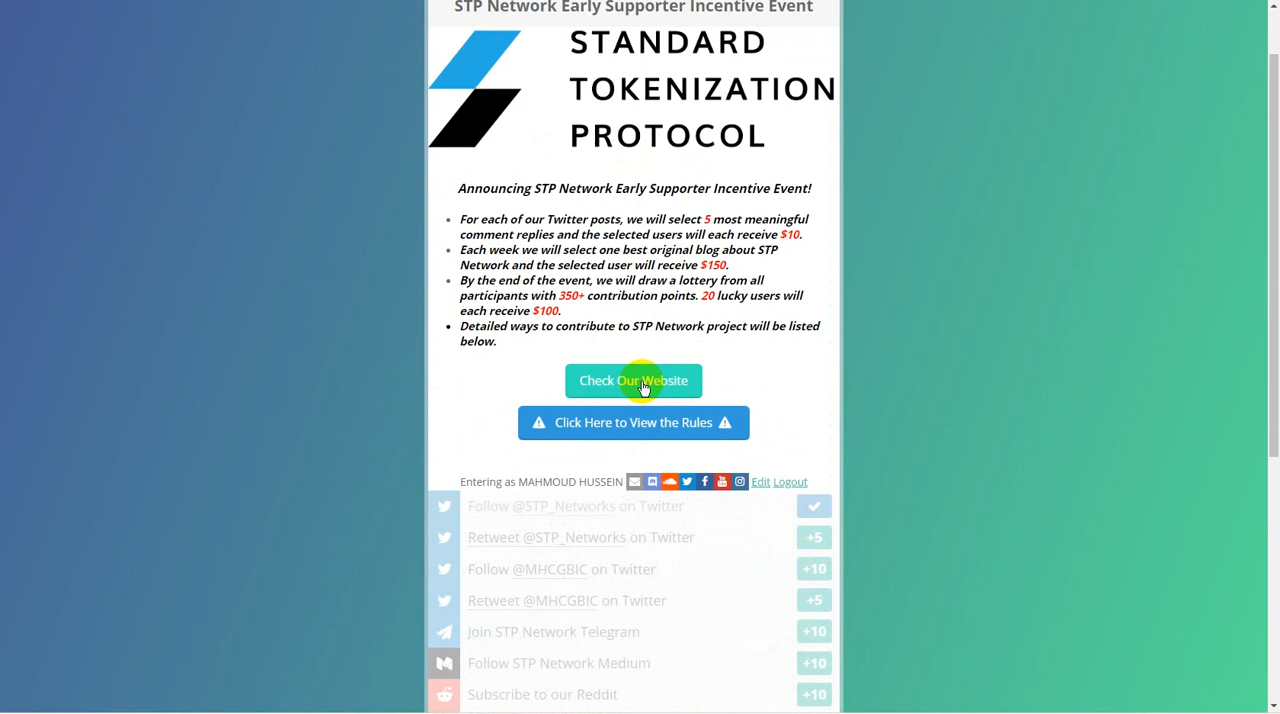 STP Network Early Supporter Incentive Event
STANDARD
TOKENIZATION
PROTOCOL
Announcing STP Network Early Supporter Incentive Event!
For each of our Twitter posts, we will select 5 most meaningful
comment replies and the selected users will each receive $10.
Each week we will select one best original blog about STP
Network and the selected user will receive $150.
By the end of the event, we will draw a lottery from all
participants with 350+ contribution points. 20 lucky users will
each receive $100.
Detailed ways to contribute to STP Network project will be listed
below.
Check Our Website
Click Here to View the Rules
Entering as MAHMOUD HUSSEIN Edit Logout
Follow @STP_Networks on Twitter
Retweet @STP_Networks on Twitter +5
Follow @MHCGBIC on Twitter +10
Retweet @MHCGBIC on Twitter +5
Join STP Network Telegram +10
Follow STP Network Medium +10
Subscribe to our Reddit +10